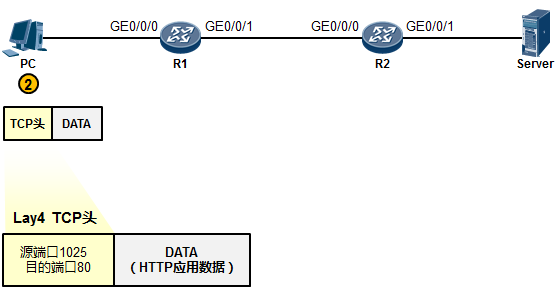 GE0/0/0
GE0/0/1
GE0/0/0
GE0/0/1
PC
R1
R2
Server
2
TCP头
DATA
Lay4 TCP头
源端口1025
目的端口80
DATA
（HTTP应用数据）